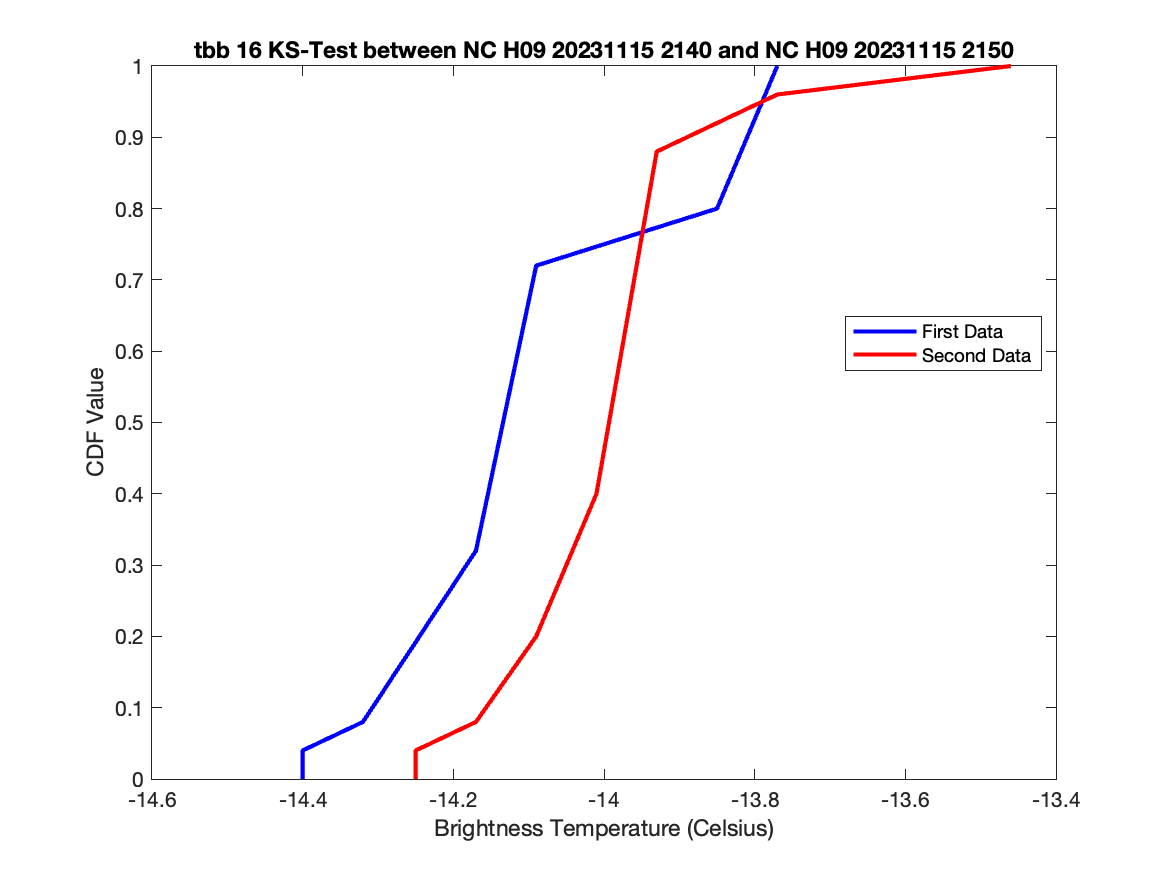 tbb 16 KS-Test between NC H09 20231115 2140 and NC H09 20231115 2150
1
0.9
0.8
0.7
0.6
0.5
0.4
0.3
0.2
0.1
0
CDF Value
First Data
Second Data
-14.6 -14.4 -14.2 -14 -13.8 -13.6 -13.4
Brightness Temperature (Celsius)